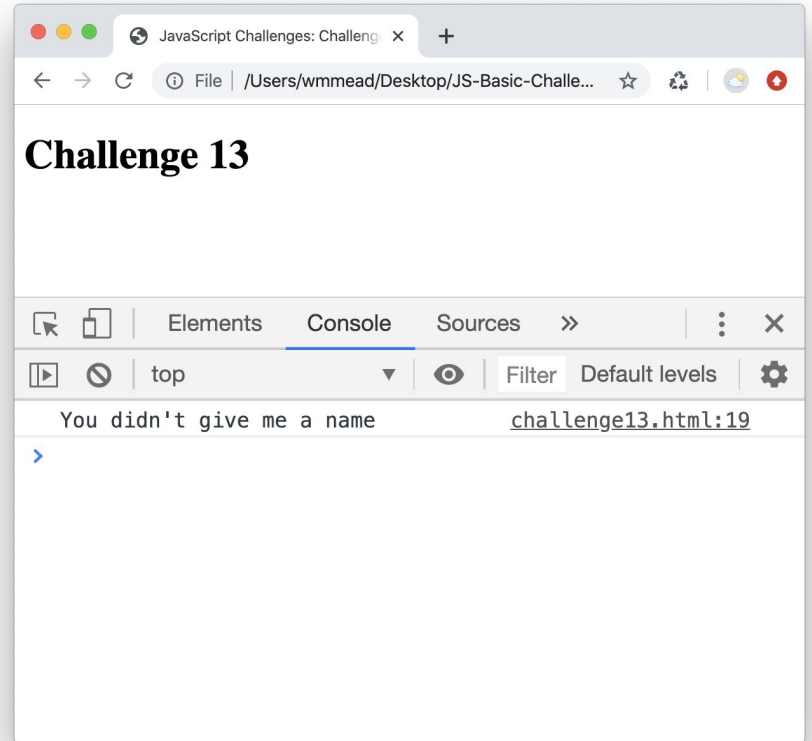 JavaScript Challenges: Challeng
File | /Users/wmmead/Desktop/JS-Basic-Challe...
Challenge 13
Elements Console Sources
top Filter Default levels
You didn't give me a name challenge13.html:19